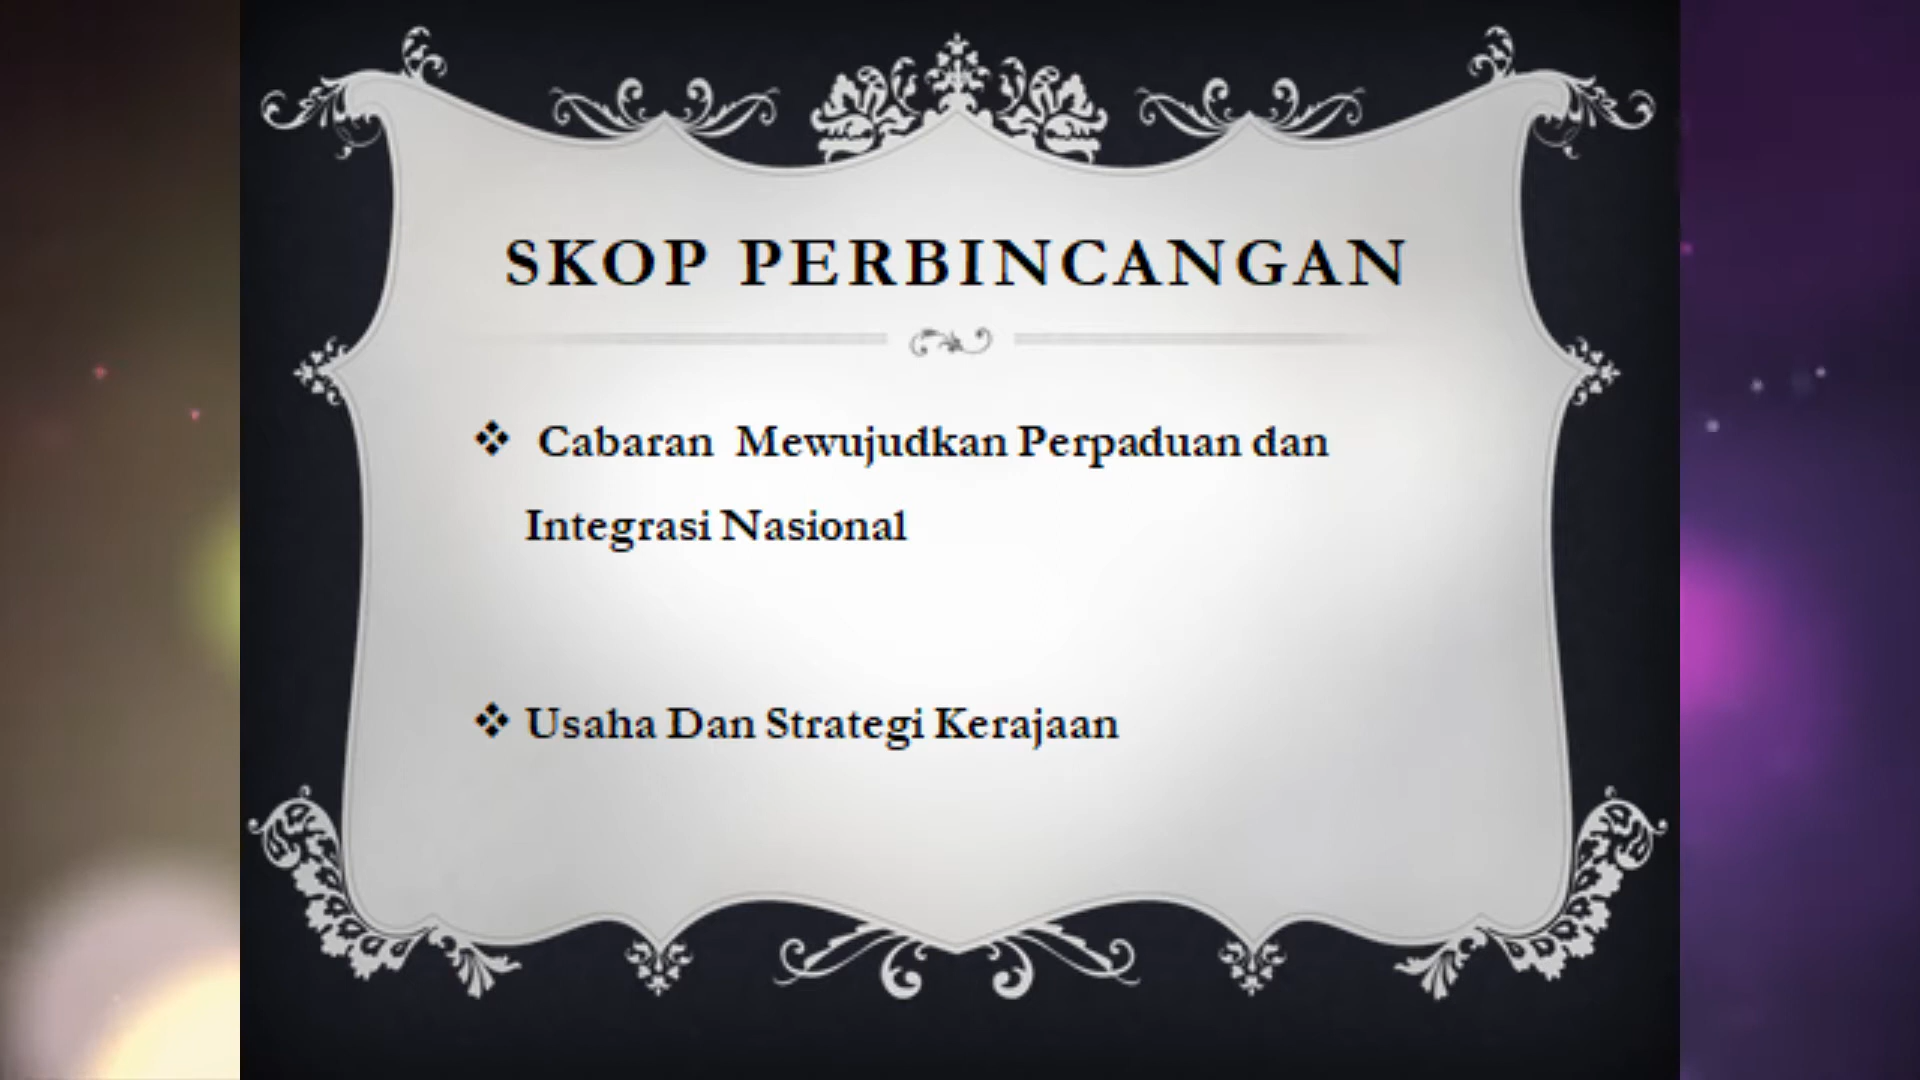 SKOP PERBINCANGAN
❖ Cabaran Mewujudkan Perpaduan dan
Integrasi Nasional
❖ Usaha Dan Strategi Kerajaan